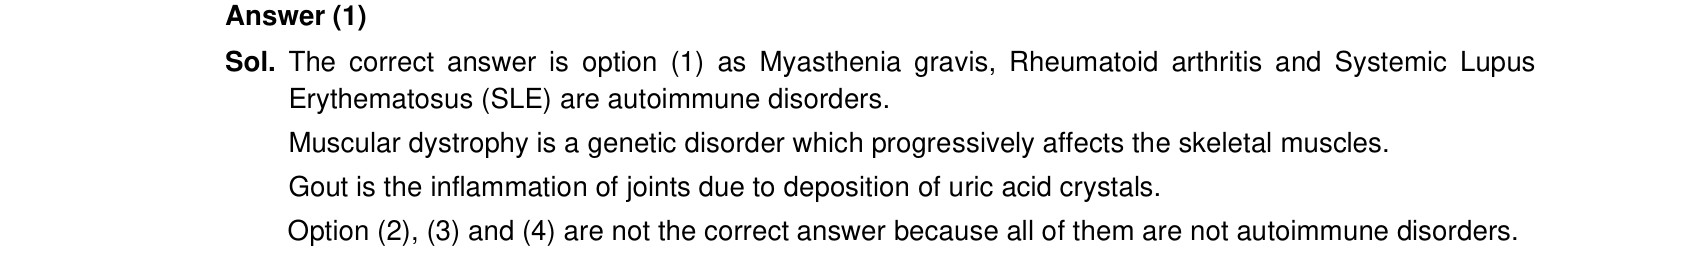 Answer (1)
Sol. The correct answer is option (1) as Myasthenia gravis, Rheumatoid arthritis and Systemic Lupus
Erythematosus (SLE) are autoimmune disorders.
Muscular dystrophy is a genetic disorder which progressively affects the skeletal muscles.
Gout is the inflammation of joints due to deposition of uric acid crystals.
Option (2), (3) and (4) are not the correct answer because all of them are not autoimmune disorders.